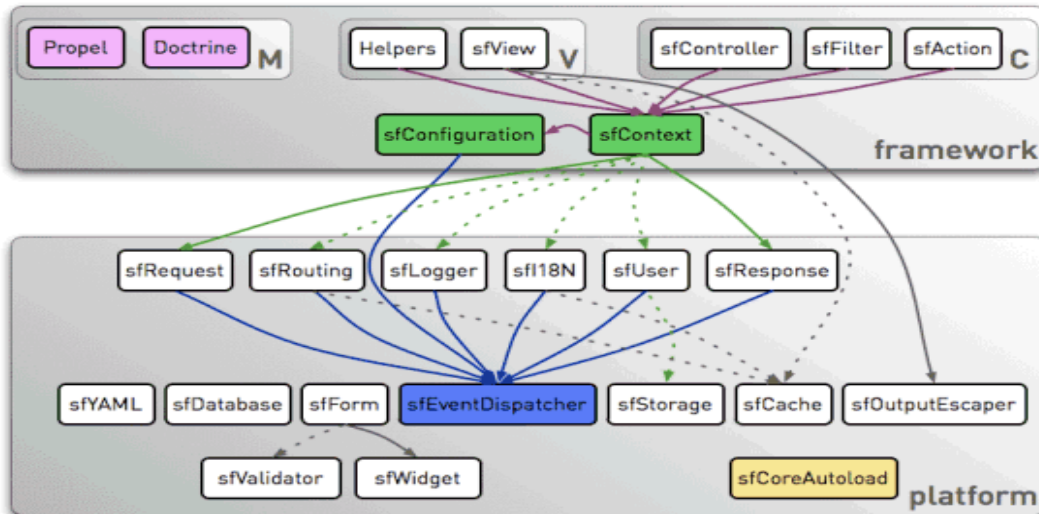 Propel
Doctrine
M
Helpers
sfView
V
sfController
sfFilter
sfAction
C
sfConfiguration
sfContext
framework
sfRequest
sfRouting
sfLogger
sfI18N
sfUser
sfResponse
sfYAML
sfDatabase
sfForm
sfEventDispatcher
sfStorage
sfCache
sfOutputEscaper
sfValidator
sfWidget
sfCoreAutoload
platform